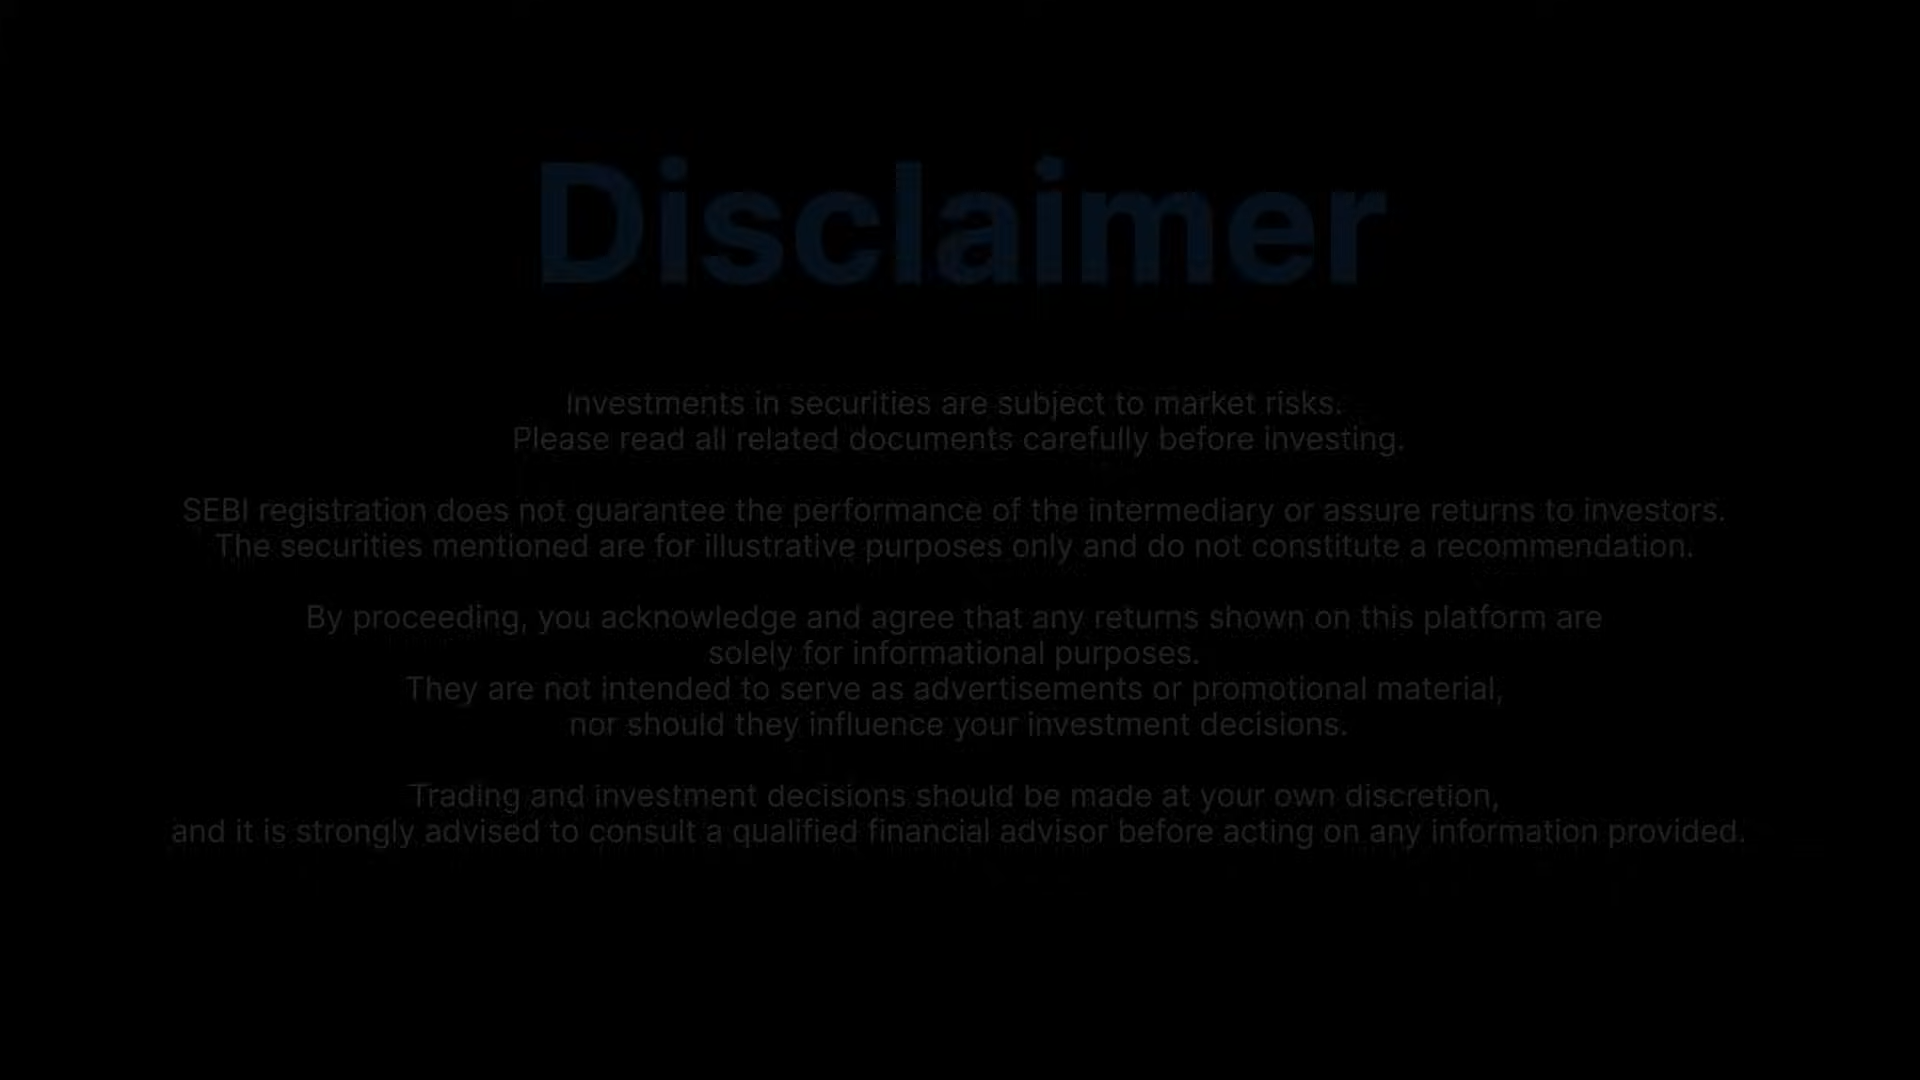 Disclaimer
Investments in securities are subject to market risks.
Please read all related documents carefully before investing.
SEBI registration does not guarantee the performance of the intermediary or assure returns to investors.
The securities mentioned are for illustrative purposes only and do not constitute a recommendation.
By proceeding, you acknowledge and agree that any returns shown on this platform are
solely for informational purposes.
They are not intended to serve as advertisements or promotional material,
nor should they influence your investment decisions.
Trading and investment decisions should be made at your own discretion,
and it is strongly advised to consult a qualified financial advisor before acting on any information provided.